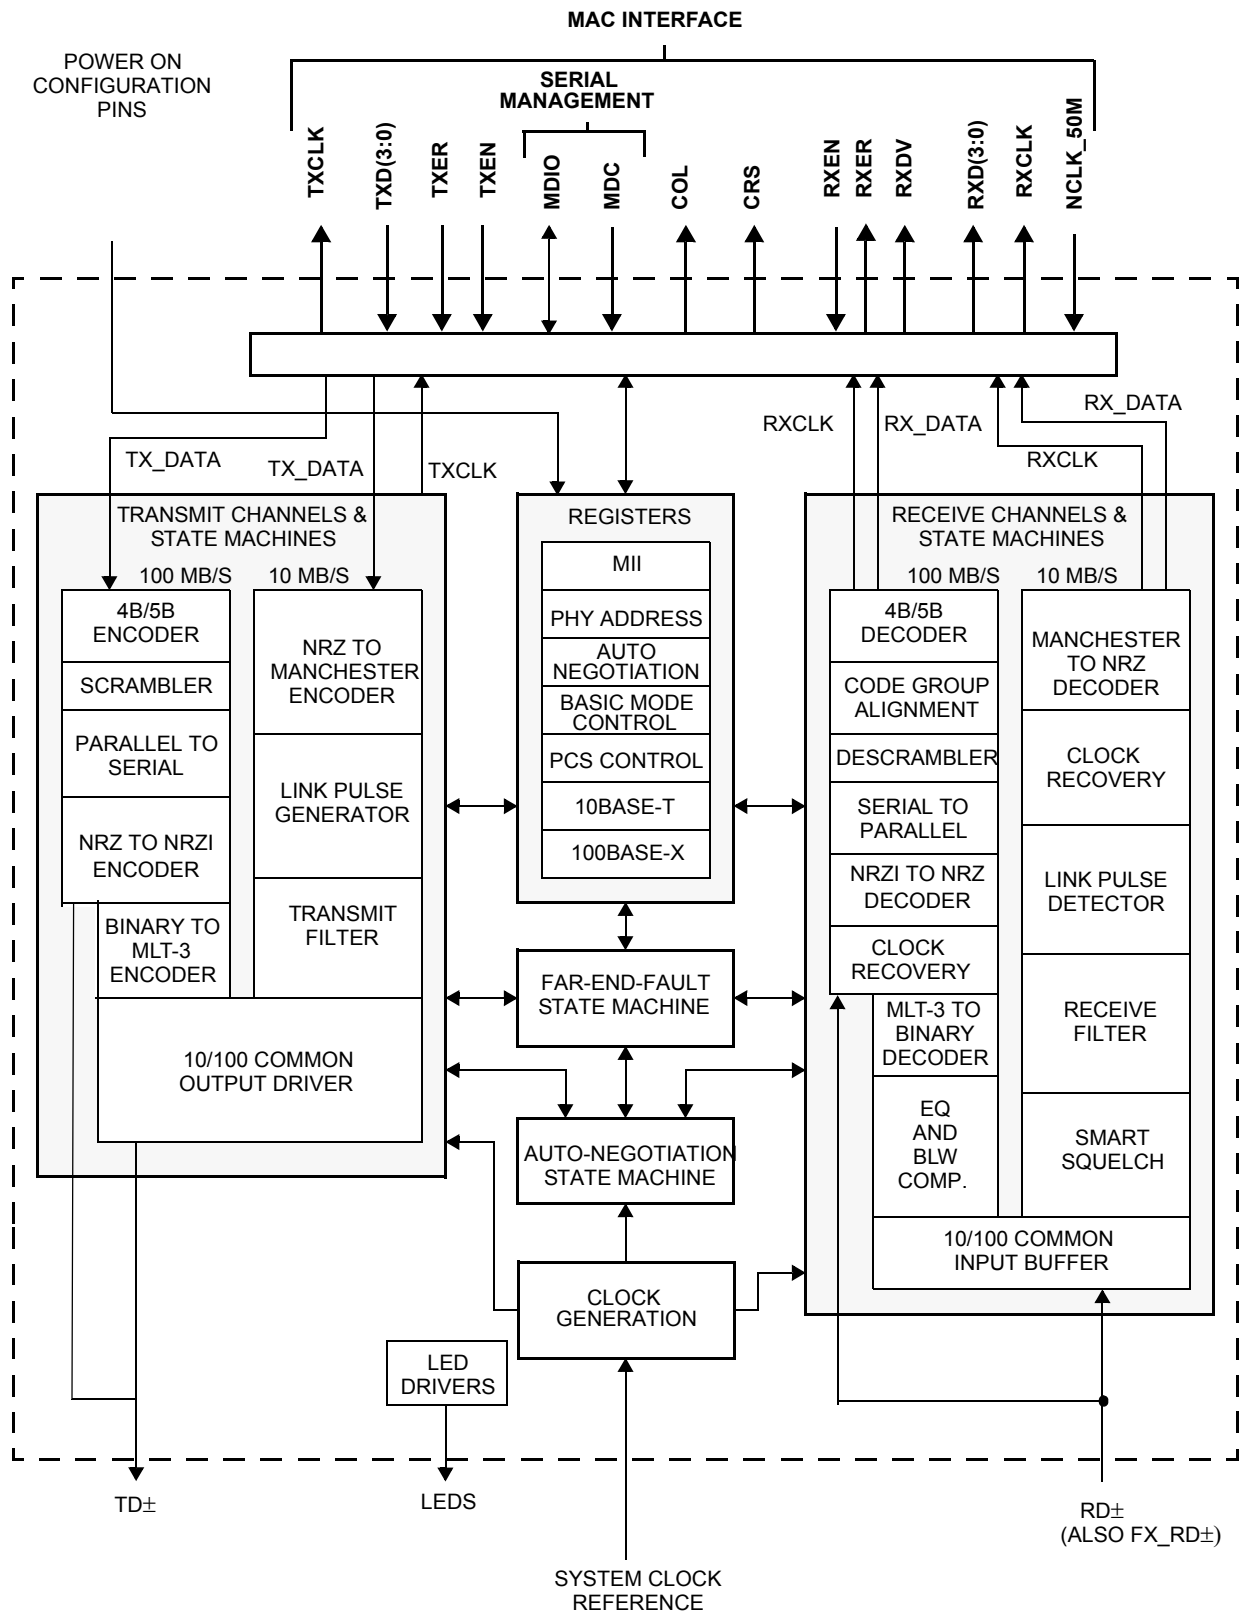 MAC INTERFACE
POWER ON
CONFIGURATION
PINS
SERIAL
MANAGEMENT
TXCLK
TXD(3:0)
TXER
TXEN
MDIO
MDC
COL
CRS
RXEN
RXER
RXDV
RXD(3:0)
RXCLK
NCLK_50M
TX_DATA
TX_DATA
TXCLK
RXCLK
RX_DATA
RXCLK
RX_DATA
TRANSMIT CHANNELS &
STATE MACHINES
100 MB/S
10 MB/S
4B/5B
ENCODER
SCRAMBLER
PARALLEL TO
SERIAL
NRZ TO NRZI
ENCODER
BINARY TO
MLT-3
ENCODER
NRZ TO
MANCHESTER
ENCODER
LINK PULSE
GENERATOR
TRANSMIT
FILTER
10/100 COMMON
OUTPUT DRIVER
REGISTERS
MII
PHY ADDRESS
AUTO
NEGOTIATION
BASIC MODE
CONTROL
PCS CONTROL
10BASE-T
100BASE-X
FAR-END-FAULT
STATE MACHINE
AUTO-NEGOTIATION
STATE MACHINE
CLOCK
GENERATION
LED
DRIVERS
RECEIVE CHANNELS &
STATE MACHINES
100 MB/S
10 MB/S
4B/5B
DECODER
CODE GROUP
ALIGNMENT
DESCRAMBLER
SERIAL TO
PARALLEL
NRZI TO NRZ
DECODER
CLOCK
RECOVERY
MLT-3 TO
BINARY
DECODER
EQ
AND
BLW
COMP.
MANCHESTER
TO NRZ
DECODER
CLOCK
RECOVERY
LINK PULSE
DETECTOR
RECEIVE
FILTER
SMART
SQUELCH
10/100 COMMON
INPUT BUFFER
TD±
LEDS
RD±
(ALSO FX_RD±)
SYSTEM CLOCK
REFERENCE